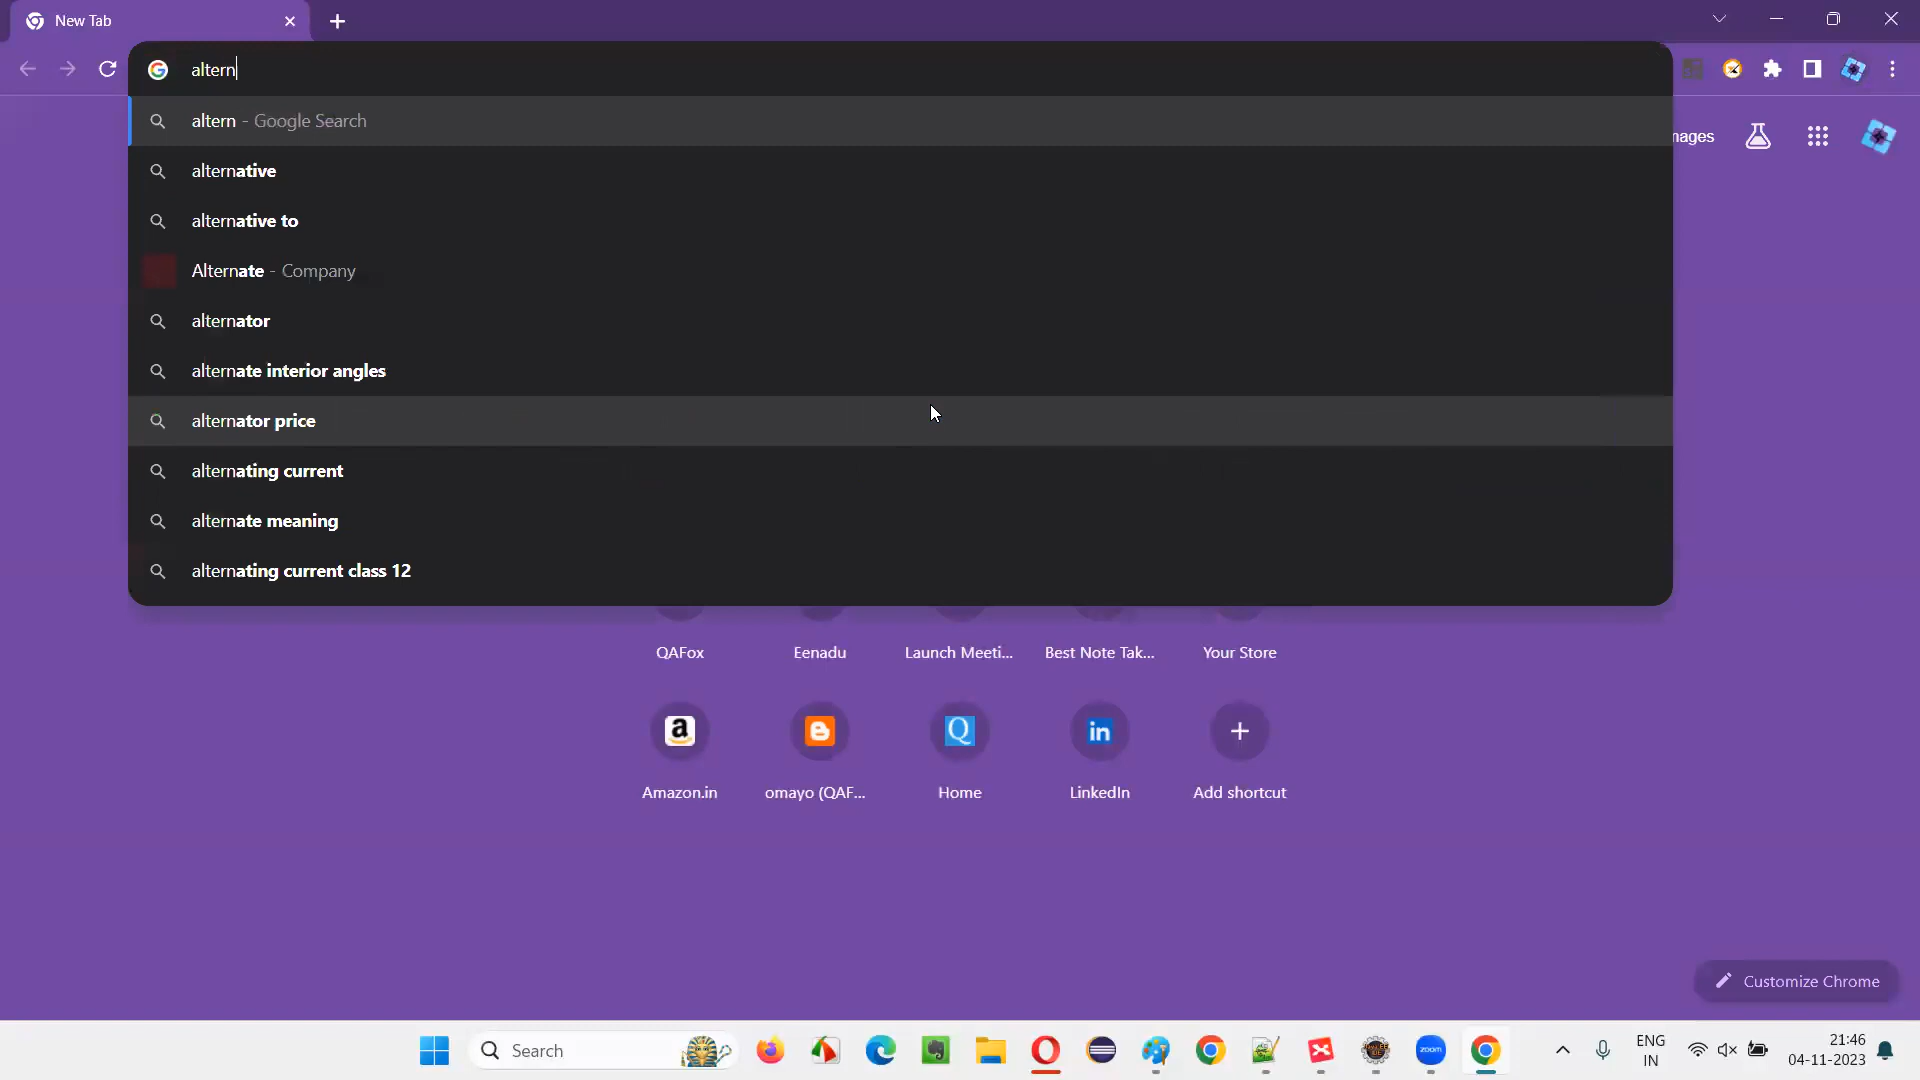 New Tab
altern
altern - Google Search
alternative
alternative to
Alternate - Company
alternator
alternate interior angles
alternator price
alternating current
alternate meaning
alternating current class 12
QAFox
Eenadu
Launch Meeti...
Best Note Tak...
Your Store
Amazon.in
omayo (QAF...
Home
LinkedIn
Add shortcut
Customize Chrome
Search
zoom
ENG
IN
21:46
04-11-2023